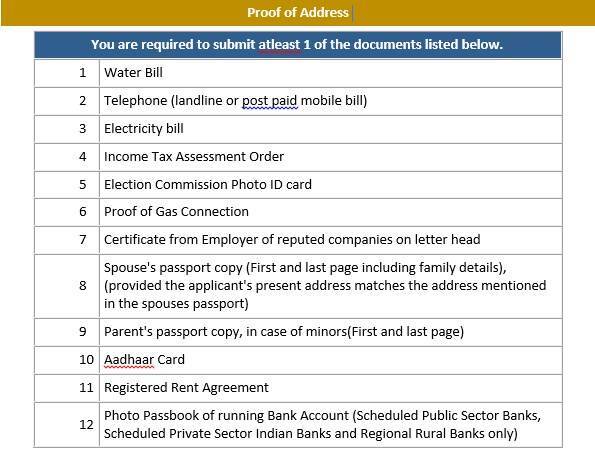 Proof of Address
You are required to submit atleast 1 of the documents listed below.
1 Water Bill
2 Telephone (landline or post paid mobile bill)
3 Electricity bill
4 Income Tax Assessment Order
5 Election Commission Photo ID card
6 Proof of Gas Connection
7 Certificate from Employer of reputed companies on letter head
8 Spouse's passport copy (First and last page including family details),
(provided the applicant's present address matches the address mentioned
in the spouses passport)
9 Parent's passport copy, in case of minors(First and last page)
10 Aadhaar Card
11 Registered Rent Agreement
12 Photo Passbook of running Bank Account (Scheduled Public Sector Banks,
Scheduled Private Sector Indian Banks and Regional Rural Banks only)